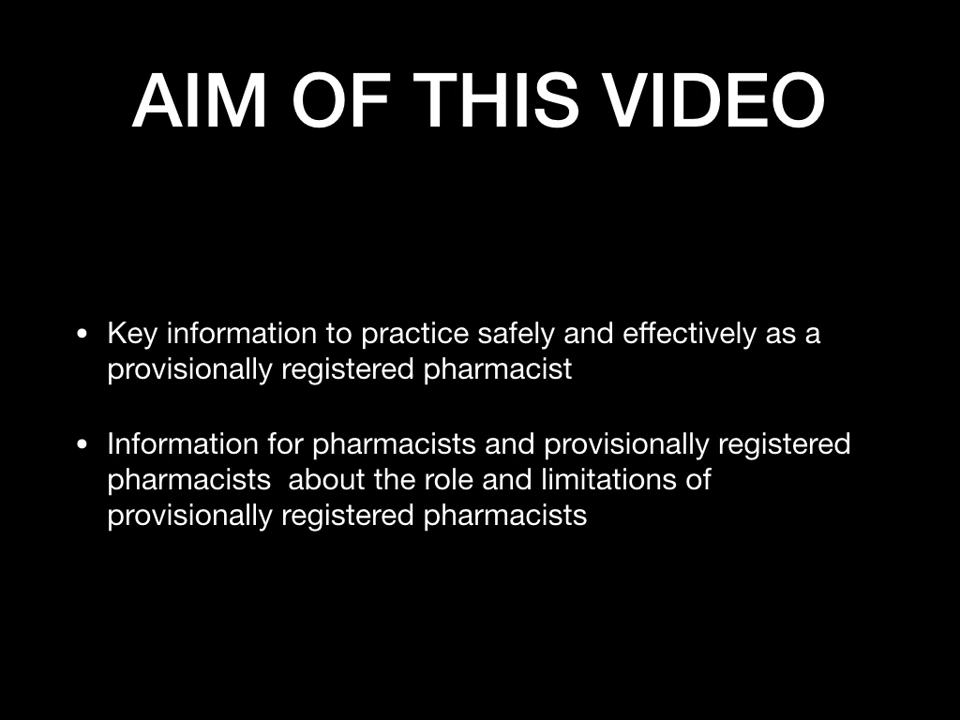 AIM OF THIS VIDEO
• Key information to practice safely and effectively as a
provisionally registered pharmacist
• Information for pharmacists and provisionally registered
pharmacists  about the role and limitations of
provisionally registered pharmacists